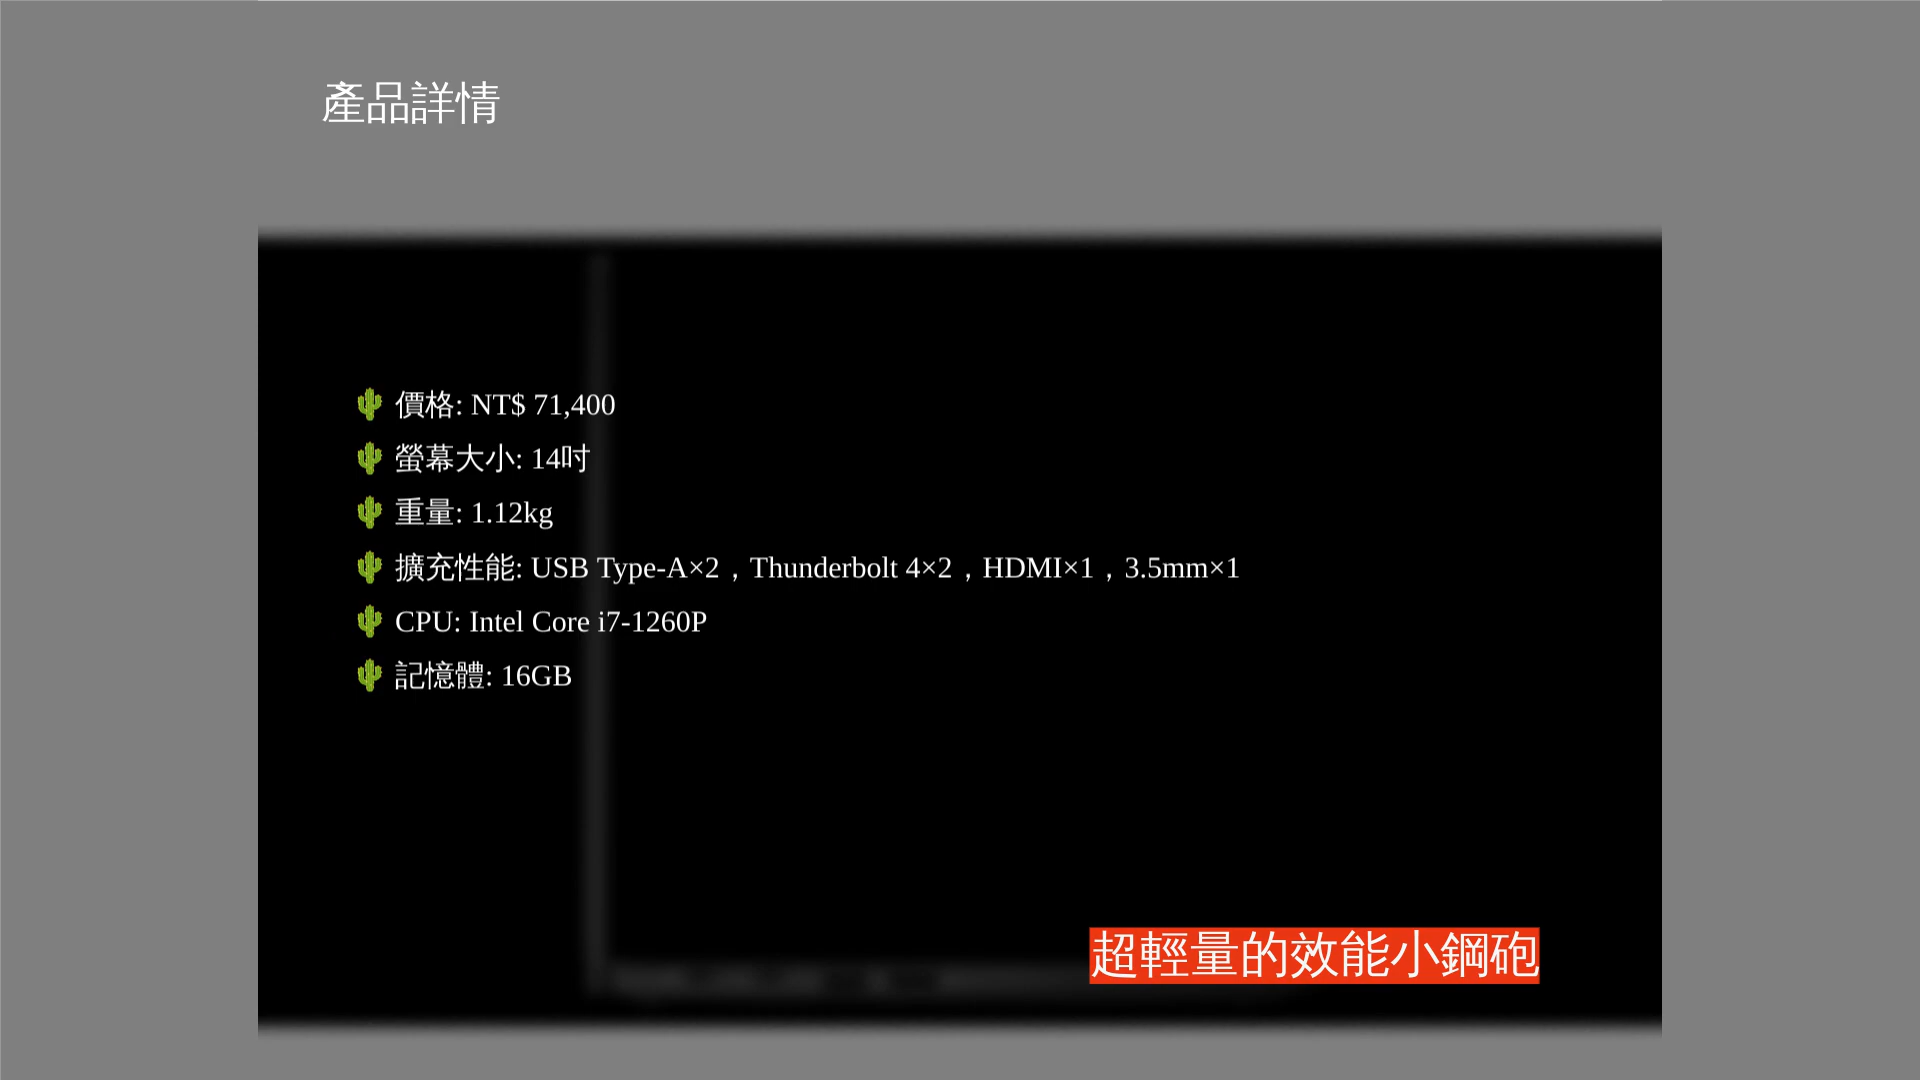 產品詳情
🌵 價格: NT$ 71,400
🌵 螢幕大小: 14吋
🌵 重量: 1.12kg
🌵 擴充性能: USB Type-A×2，Thunderbolt 4×2，HDMI×1，3.5mm×1
🌵 CPU: Intel Core i7-1260P
🌵 記憶體: 16GB
超輕量的效能小鋼砲